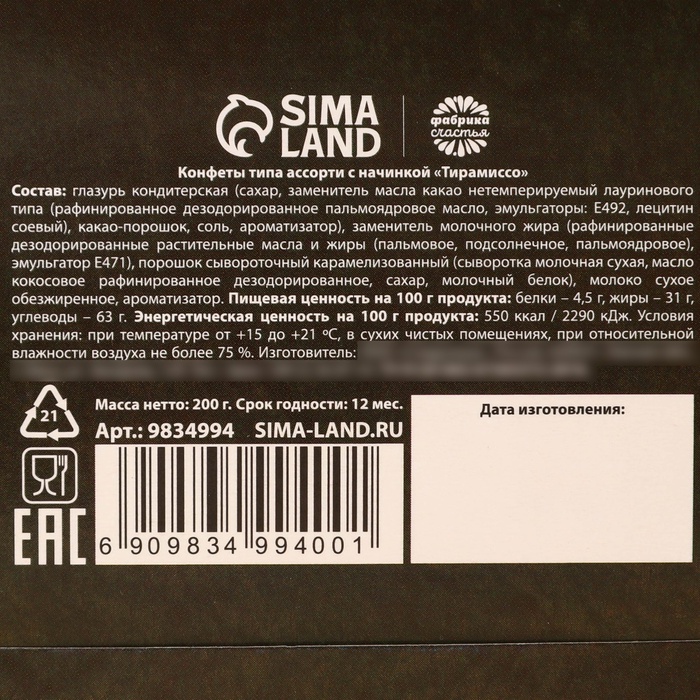 SIMA
LAND
фабрика
счастья
Конфеты типа ассорти с начинкой «Тирамиссо»
Состав: глазурь кондитерская (сахар, заменитель масла какао нетемперируемый лауринового
типа (рафинированное дезодорированное пальмоядровое масло, эмульгаторы: Е492, лецитин
соевый), какао-порошок, соль, ароматизатор), заменитель молочного жира (рафинированные
дезодорированные растительные масла и жиры (пальмовое, подсолнечное, пальмоядровое),
эмульгатор Е471), порошок сывороточный карамелизованный (сыворотка молочная сухая, масло
кокосовое рафинированное дезодорированное, сахар, молочный белок), молоко сухое
обезжиренное, ароматизатор. Пищевая ценность на 100 г продукта: белки – 4,5 г, жиры – 31 г,
углеводы – 63 г. Энергетическая ценность на 100 г продукта: 550 ккал / 2290 кДж. Условия
хранения: при температуре от +15 до +21 ºС, в сухих чистых помещениях, при относительной
влажности воздуха не более 75 %. Изготовитель:
21
Масса нетто: 200 г. Срок годности: 12 мес.
Арт.: 9834994 SIMA-LAND.RU
Дата изготовления:
EAC
6 909834 994001